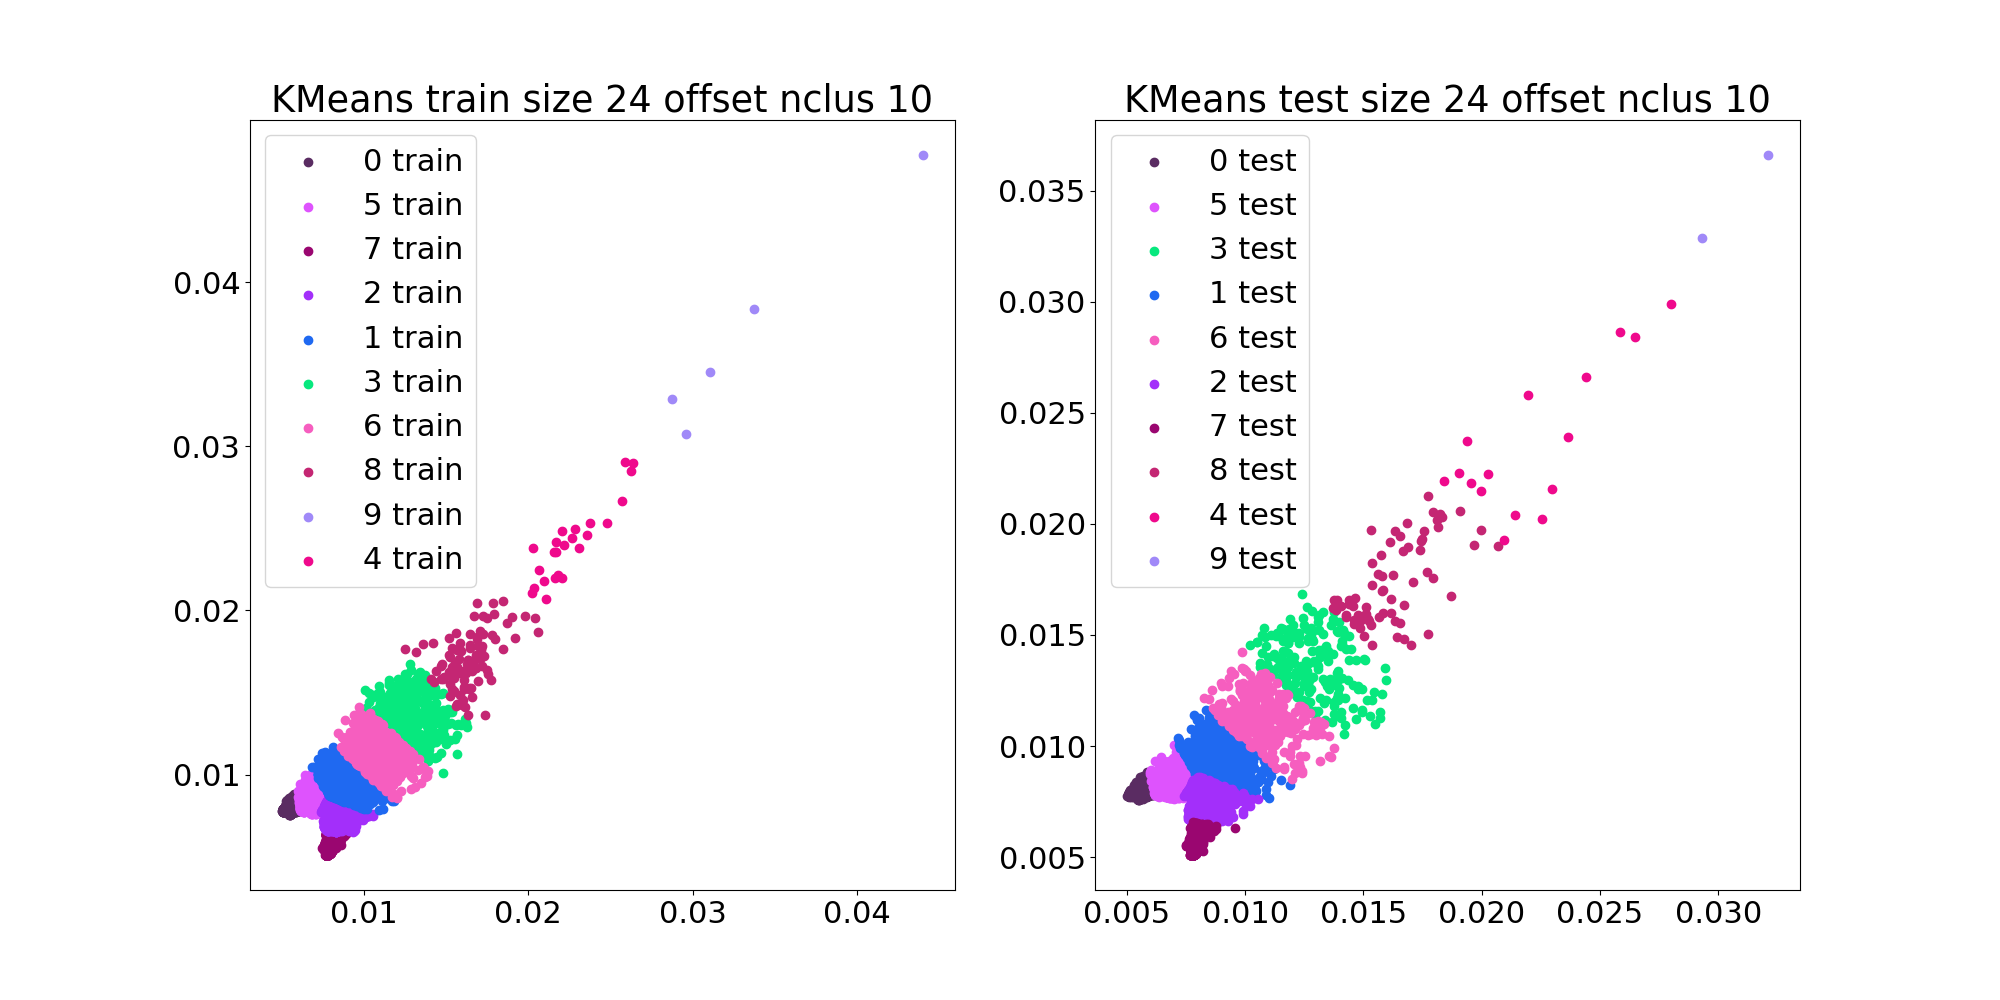 KMeans train size 24 offset nclus 10
0 train
5 train
7 train
2 train
1 train
3 train
6 train
8 train
9 train
4 train
0.04
0.03
0.02
0.01
0.01 0.02 0.03 0.04
KMeans test size 24 offset nclus 10
0 test
5 test
3 test
1 test
6 test
2 test
7 test
8 test
4 test
9 test
0.035
0.030
0.025
0.020
0.015
0.010
0.005
0.005 0.010 0.015 0.020 0.025 0.030